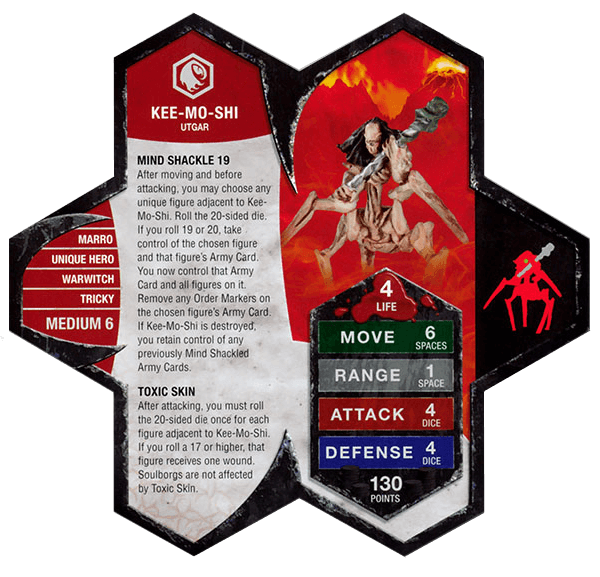 KEE-MO-SHI
UTGAR
MIND SHACKLE 19
After moving and before
attacking, you may choose any
unique figure adjacent to Kee-
Mo-Shi. Roll the 20-sided die.
If you roll 19 or 20, take
control of the chosen figure
and that figure's Army Card.
You now control that Army
Card and all figures on it.
Remove any Order Markers on
the chosen figure's Army Card.
If Kee-Mo-Shi is destroyed,
you retain control of any
previously Mind Shackled
Army Cards.
TOXIC SKIN
After attacking, you must roll
the 20-sided die once for each
figure adjacent to Kee-Mo-Shi.
If you roll a 17 or higher, that
figure receives one wound.
Soulborgs are not affected
by Toxic Skin.
MARRO
UNIQUE HERO
WARWITCH
TRICKY
MEDIUM 6
4
LIFE
MOVE 6
SPACES
RANGE 1
SPACE
ATTACK 4
DICE
DEFENSE 4
DICE
130
POINTS